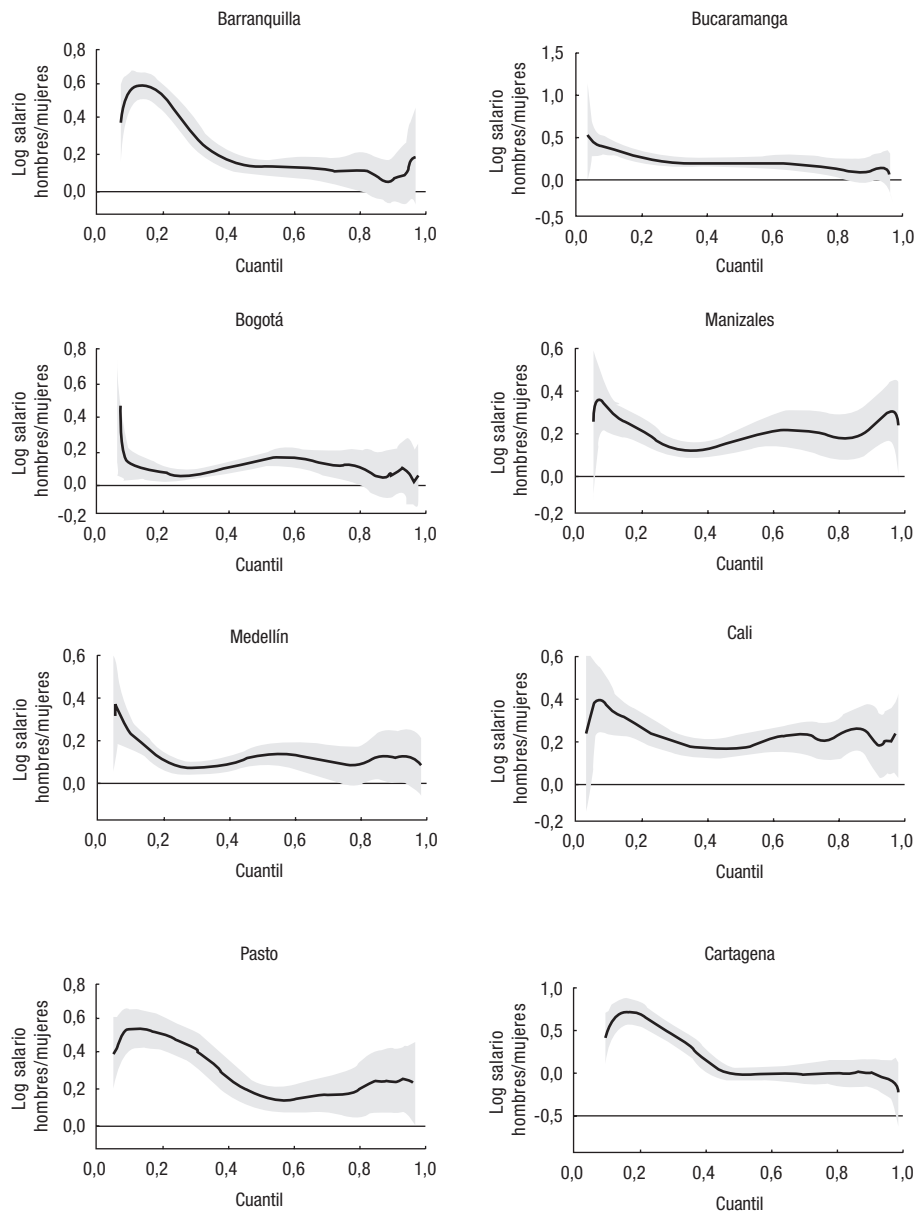 Barranquilla
Log salario
hombres/mujeres
0,8
0,6
0,4
0,2
0,0
0,0 0,2 0,4 0,6 0,8 1,0
Cuantil
Bucaramanga
Log salario
hombres/mujeres
1,5
1,0
0,5
0,0
-0,5
0,0 0,2 0,4 0,6 0,8 1,0
Cuantil
Bogotá
Log salario
hombres/mujeres
0,8
0,6
0,4
0,2
0,0
-0,2
0,0 0,2 0,4 0,6 0,8 1,0
Cuantil
Manizales
Log salario
hombres/mujeres
0,6
0,4
0,2
0,0
-0,2
0,0 0,2 0,4 0,6 0,8 1,0
Cuantil
Medellín
Log salario
hombres/mujeres
0,6
0,4
0,2
0,0
0,0 0,2 0,4 0,6 0,8 1,0
Cuantil
Cali
Log salario
hombres/mujeres
0,6
0,4
0,2
0,0
-0,2
0,0 0,2 0,4 0,6 0,8 1,0
Cuantil
Pasto
Log salario
hombres/mujeres
0,8
0,6
0,4
0,2
0,0
0,0 0,2 0,4 0,6 0,8 1,0
Cuantil
Cartagena
Log salario
hombres/mujeres
1,0
0,5
0,0
-0,5
0,0 0,2 0,4 0,6 0,8 1,0
Cuantil